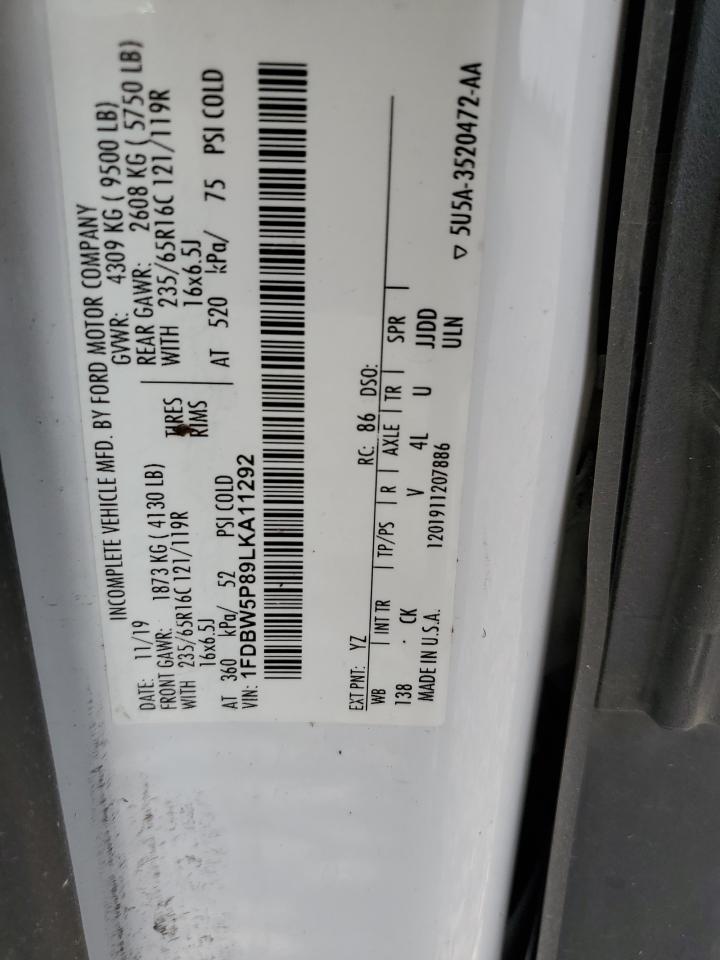 INCOMPLETE VEHICLE MFD. BY FORD MOTOR COMPANY
DATE: 11/19 GVWR: 4309 KG ( 9500 LB)
FRONT GAWR: 1873 KG ( 4130 LB) REAR GAWR: 2608 KG ( 5750 LB)
WITH 235/65R16C 121/119R TIRES WITH 235/65R16C 121/119R
16x6.5J RIMS 16x6.5J
AT 360 kPa/ 52 PSI COLD AT 520 kPa/ 75 PSI COLD
VIN: 1FDBW5P89LKA11292
EXT PNT: YZ RC: 86 DSO:
WB INT TR TP/PS R AXLE TR SPR
138 · CK V 4L U JJDD
MADE IN U.S.A. 1201911207886 ULN
▽ 5U5A-3520472-AA